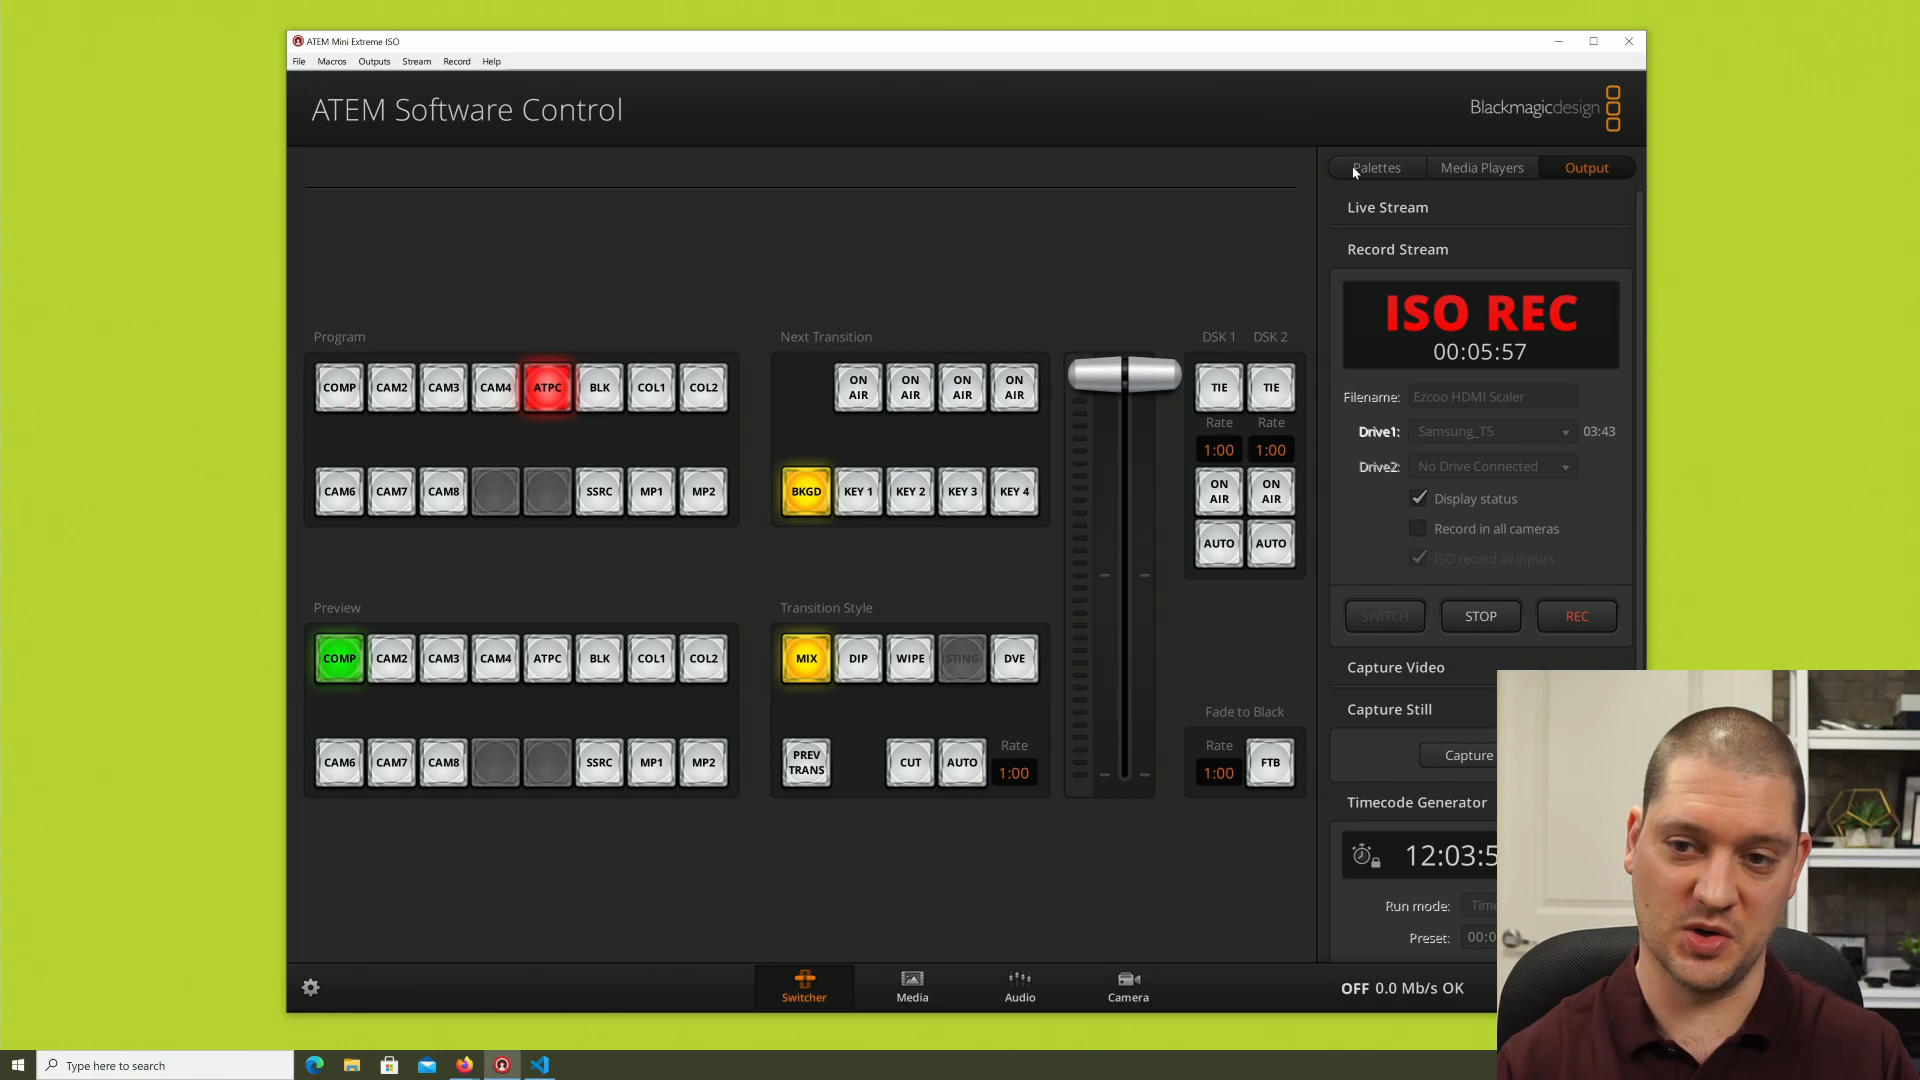 ATEM Mini Extreme ISO
File Macros Outputs Stream Record Help
ATEM Software Control
Blackmagicdesign
Palettes Media Players Output
Live Stream
Record Stream
ISO REC
00:05:57
Filename: Ezcoo HDMI Scaler
Drive1: Samsung_T5 03:43
Drive2: No Drive Connected
Display status
Record in all cameras
ISO record all inputs
SWITCH STOP REC
Capture Video
Capture Still
Capture
Timecode Generator
12:03:5
Run mode: Time
Preset: 00:0
Program
COMP CAM2 CAM3 CAM4 ATPC BLK COL1 COL2
CAM6 CAM7 CAM8 SSRC MP1 MP2
Next Transition
ON AIR ON AIR ON AIR ON AIR
BKGD KEY 1 KEY 2 KEY 3 KEY 4
DSK 1 DSK 2
TIE TIE
Rate Rate
1:00 1:00
ON AIR ON AIR
AUTO AUTO
Preview
COMP CAM2 CAM3 CAM4 ATPC BLK COL1 COL2
CAM6 CAM7 CAM8 SSRC MP1 MP2
Transition Style
MIX DIP WIPE STING DVE
PREV TRANS CUT AUTO Rate 1:00
Fade to Black
Rate 1:00 FTB
Switcher Media Audio Camera
OFF 0.0 Mb/s OK
Type here to search